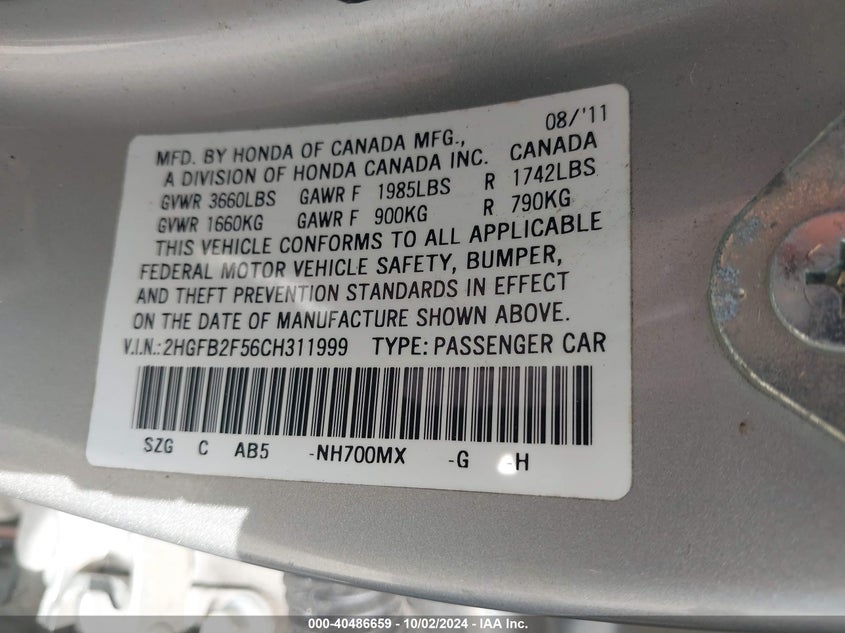 08/'11
MFD. BY HONDA OF CANADA MFG.,
A DIVISION OF HONDA CANADA INC. CANADA
GVWR 3660LBS GAWR F 1985LBS R 1742LBS
GVWR 1660KG GAWR F 900KG R 790KG
THIS VEHICLE CONFORMS TO ALL APPLICABLE
FEDERAL MOTOR VEHICLE SAFETY, BUMPER,
AND THEFT PREVENTION STANDARDS IN EFFECT
ON THE DATE OF MANUFACTURE SHOWN ABOVE.
V.I.N.:2HGFB2F56CH311999 TYPE: PASSENGER CAR
SZG C AB5 -NH700MX -G -H
000-40486659 - 10/02/2024 - IAA Inc.